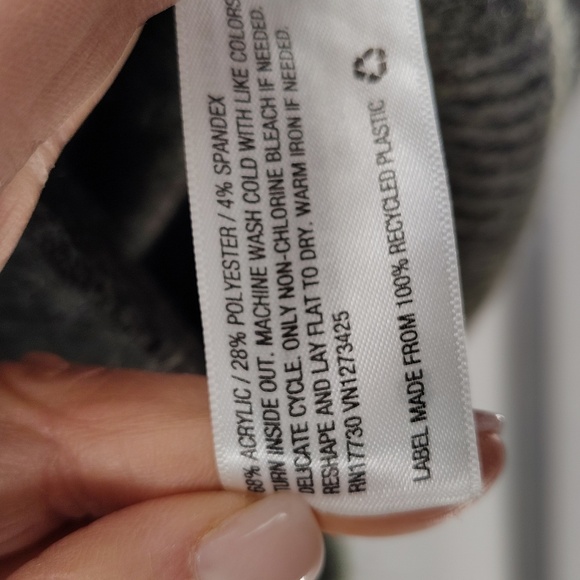 68% ACRYLIC / 28% POLYESTER / 4% SPANDEX
TURN INSIDE OUT. MACHINE WASH COLD WITH LIKE COLORS
DELICATE CYCLE. ONLY NON-CHLORINE BLEACH IF NEEDED.
RESHAPE AND LAY FLAT TO DRY. WARM IRON IF NEEDED.
RN17730 VN1273425
LABEL MADE FROM 100% RECYCLED PLASTIC